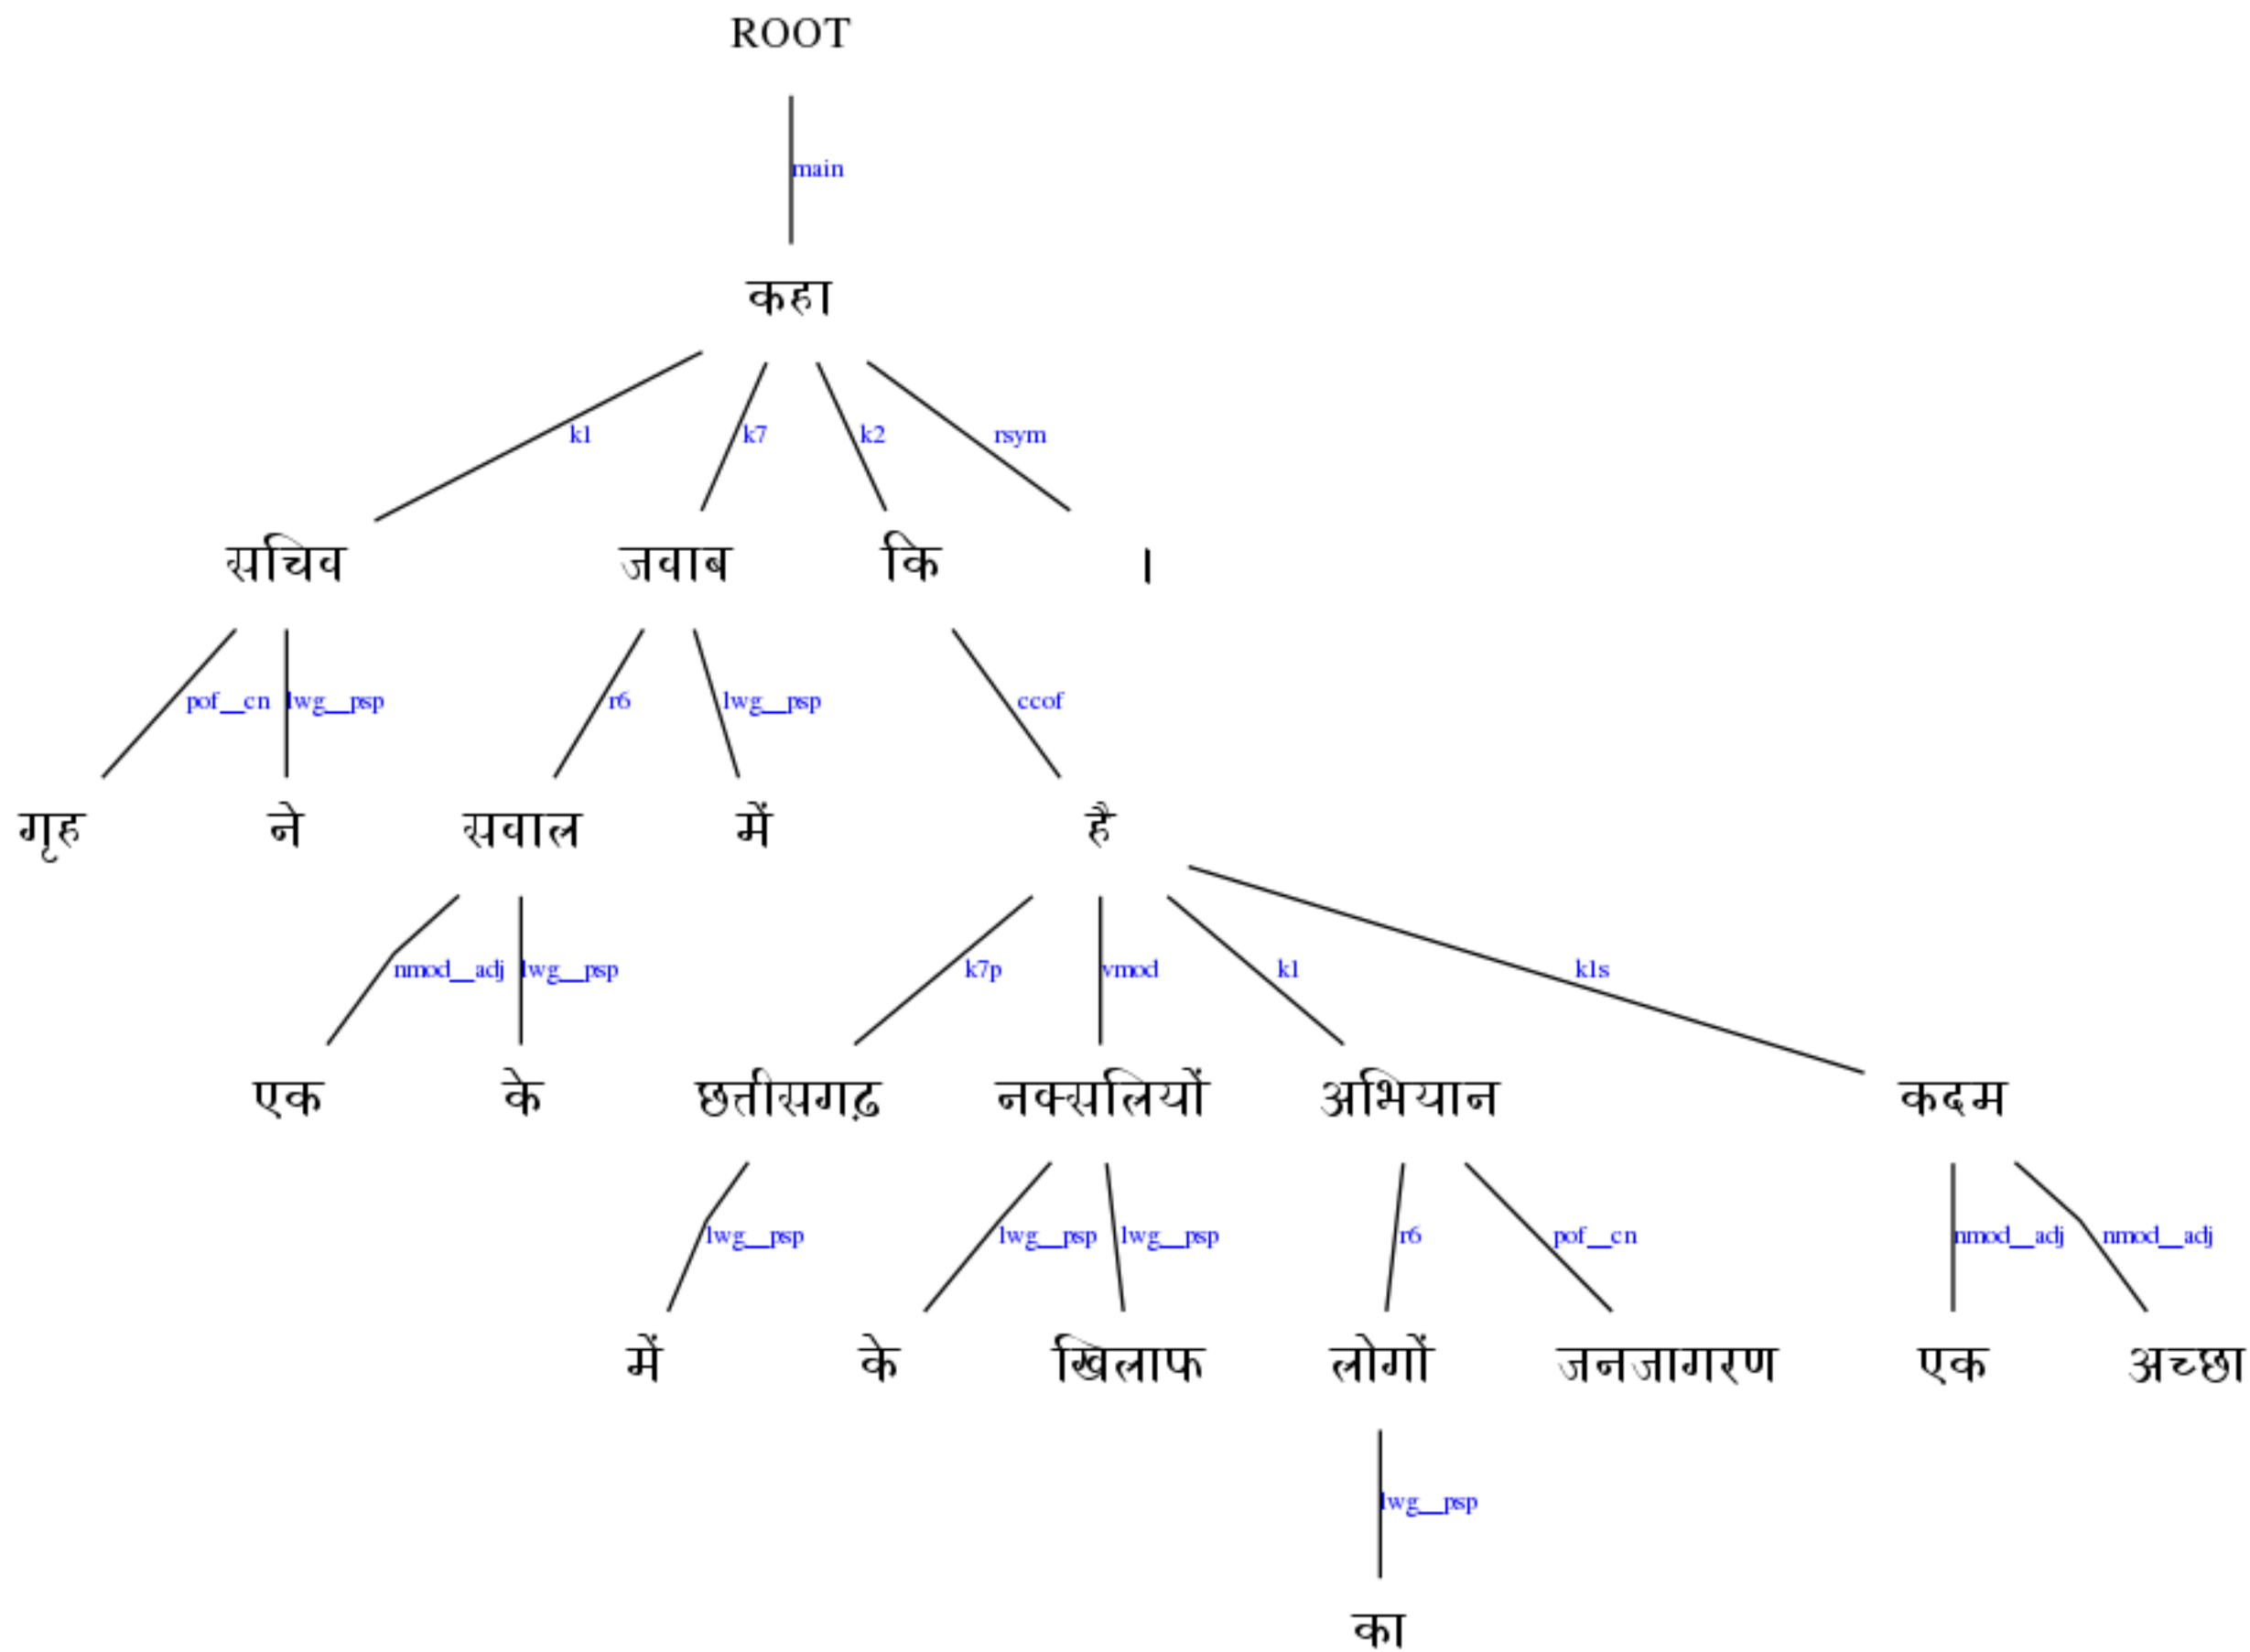 ROOT
main
कहा
k1 k7 k2 rsym
सचिव जवाब कि ।
pof__cn lwg__psp r6 lwg__psp ccof
गृह ने सवाल में है
nmod__adj lwg__psp k7p vmod k1 k1s
एक के छत्तीसगढ़ नक्सलियों अभियान कदम
lwg__psp lwg__psp lwg__psp r6 pof__cn nmod__adj nmod__adj
में के खिलाफ लोगों जनजागरण एक अच्छा
lwg__psp
का